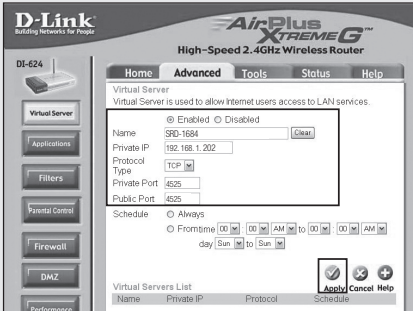 D-Link
Building Networks for People
AirPlus
XTREME G™
High-Speed 2.4GHz Wireless Router
DI-624
Home Advanced Tools Status Help
Virtual Server
Applications
Filters
Parental Control
Firewall
DMZ
Performance
Virtual Server
Virtual Server is used to allow Internet users access to LAN services.
Enabled Disabled
Name SRD-1684 Clear
Private IP 192.168.1.202
Protocol Type TCP
Private Port 4525
Public Port 4525
Schedule Always
From time 00 : 00 AM to 00 : 00 AM
day Sun to Sun
Apply Cancel Help
Virtual Servers List
Name Private IP Protocol Schedule